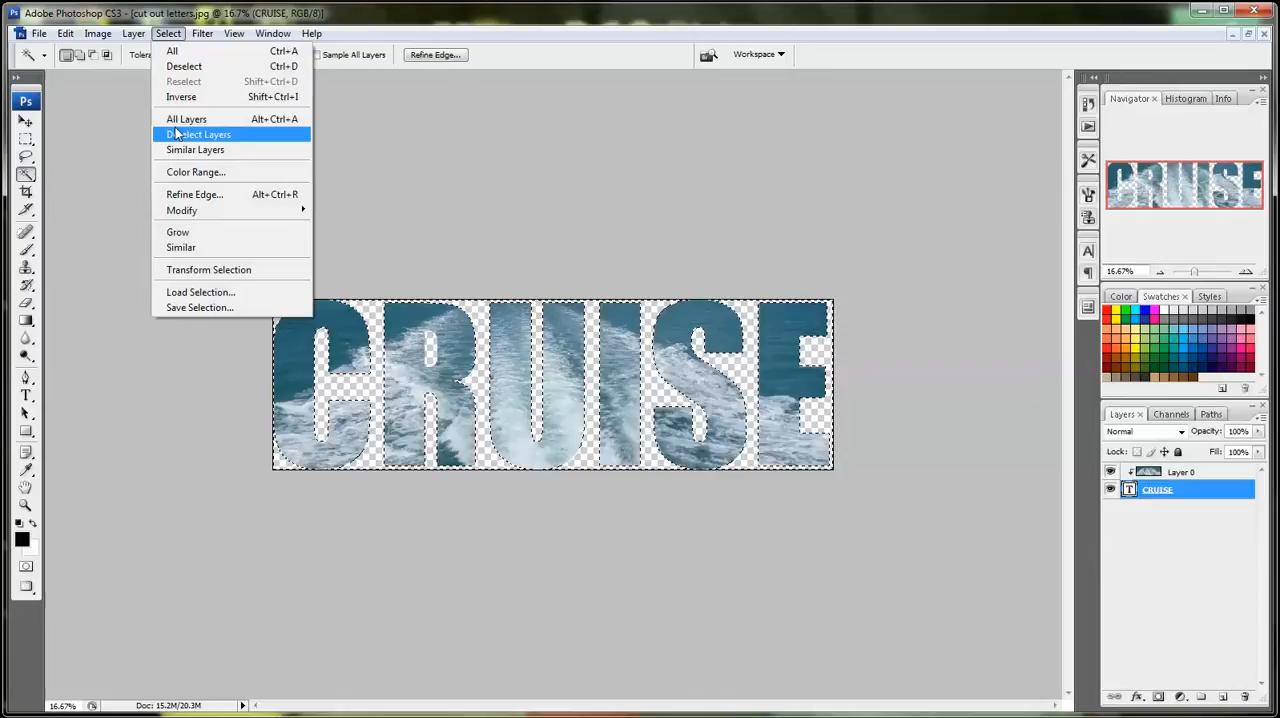 Adobe Photoshop CS3 - [cut out letters.jpg @ 16.7% (CRUISE, RGB/8)]
File Edit Image Layer Select Filter View Window Help
Sample All Layers Refine Edge... Workspace
All Ctrl+A
Deselect Ctrl+D
Reselect Shift+Ctrl+D
Inverse Shift+Ctrl+I
All Layers Alt+Ctrl+A
Deselect Layers
Similar Layers
Color Range...
Refine Edge... Alt+Ctrl+R
Modify
Grow
Similar
Transform Selection
Load Selection...
Save Selection...
Ps
CRUISE
Navigator Histogram Info
CRUISE
16.67%
Color Swatches Styles
Layers Channels Paths
Normal Opacity: 100%
Lock: Fill: 100%
Layer 0
T CRUISE
16.67% Doc: 15.2M/20.3M